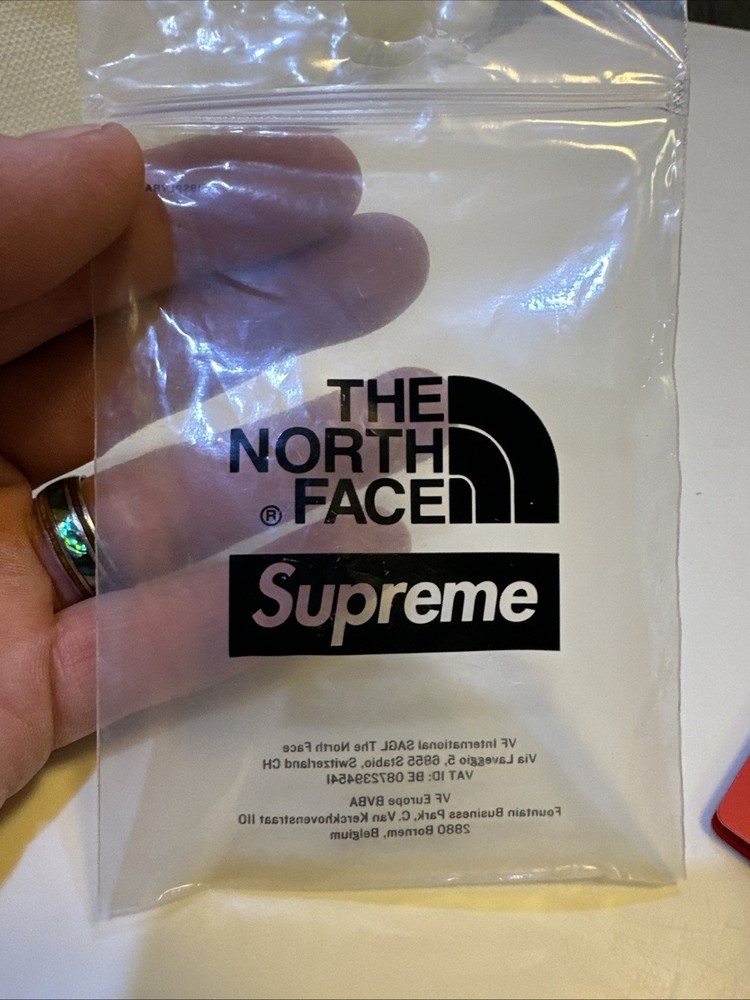 THE
NORTH
® FACE
Supreme
VF International SAGL The North Face
Via Laveggio, 5, 6855 Stabio, Switzerland CH
VAT ID: BE 0872394541
VF Europe BVBA
Fountain Business Park, C. Van Kerckhovenstraat 110
2880 Bornem, Belgium